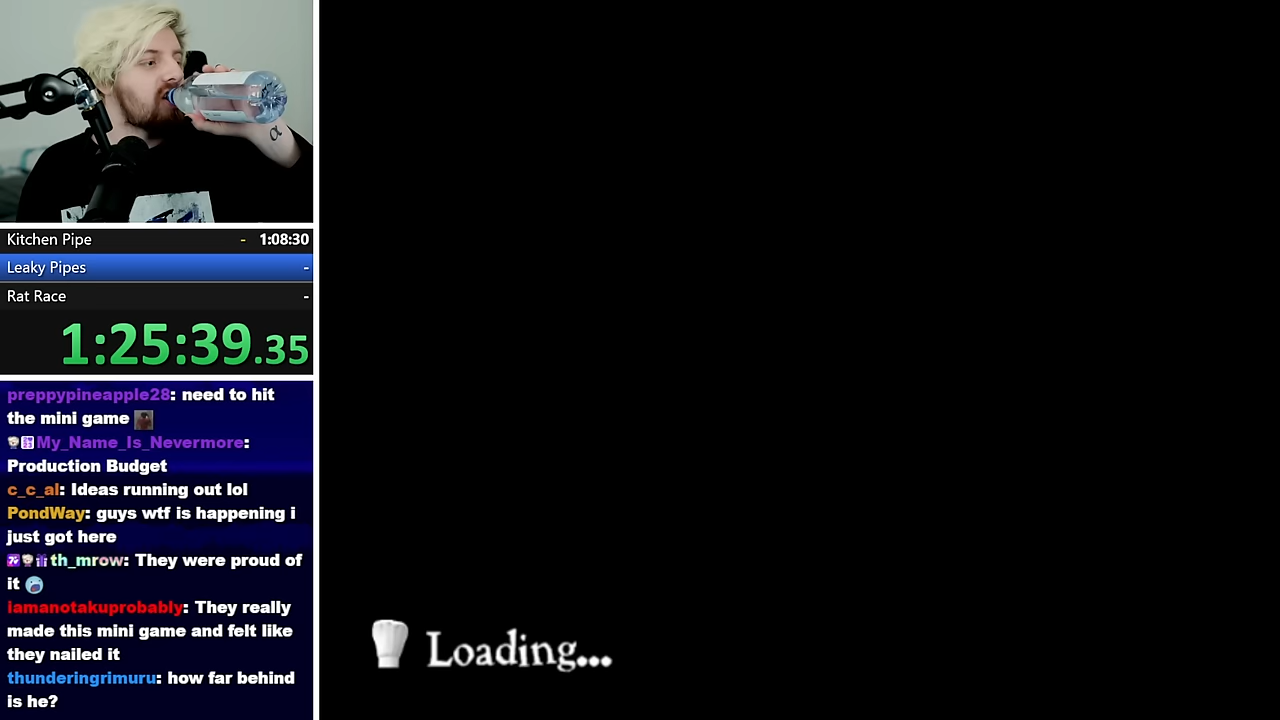 Kitchen Pipe - 1:08:30
Leaky Pipes -
Rat Race -
1:25:39.35
preppypineapple28: need to hit
the mini game
My_Name_Is_Nevermore:
Production Budget
c_c_al: Ideas running out lol
PondWay: guys wtf is happening i
just got here
th_mrow: They were proud of
it
iamanotakuprobably: They really
made this mini game and felt like
they nailed it
thunderingrimuru: how far behind
is he?
Loading...